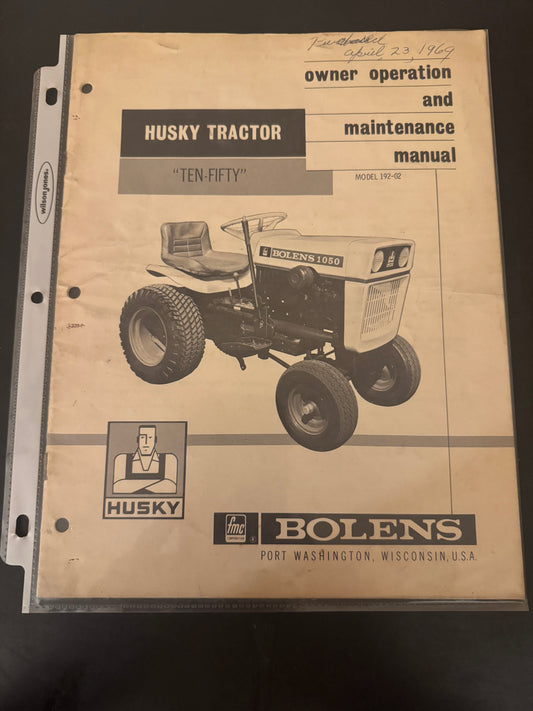 Purchased
April 23, 1969
owner operation
and
maintenance
manual
HUSKY TRACTOR
"TEN-FIFTY"
MODEL 192-02
wilson jones.
BOLENS 1050
HUSKY
fmc
CORPORATION
®
BOLENS
PORT WASHINGTON, WISCONSIN, U.S.A.